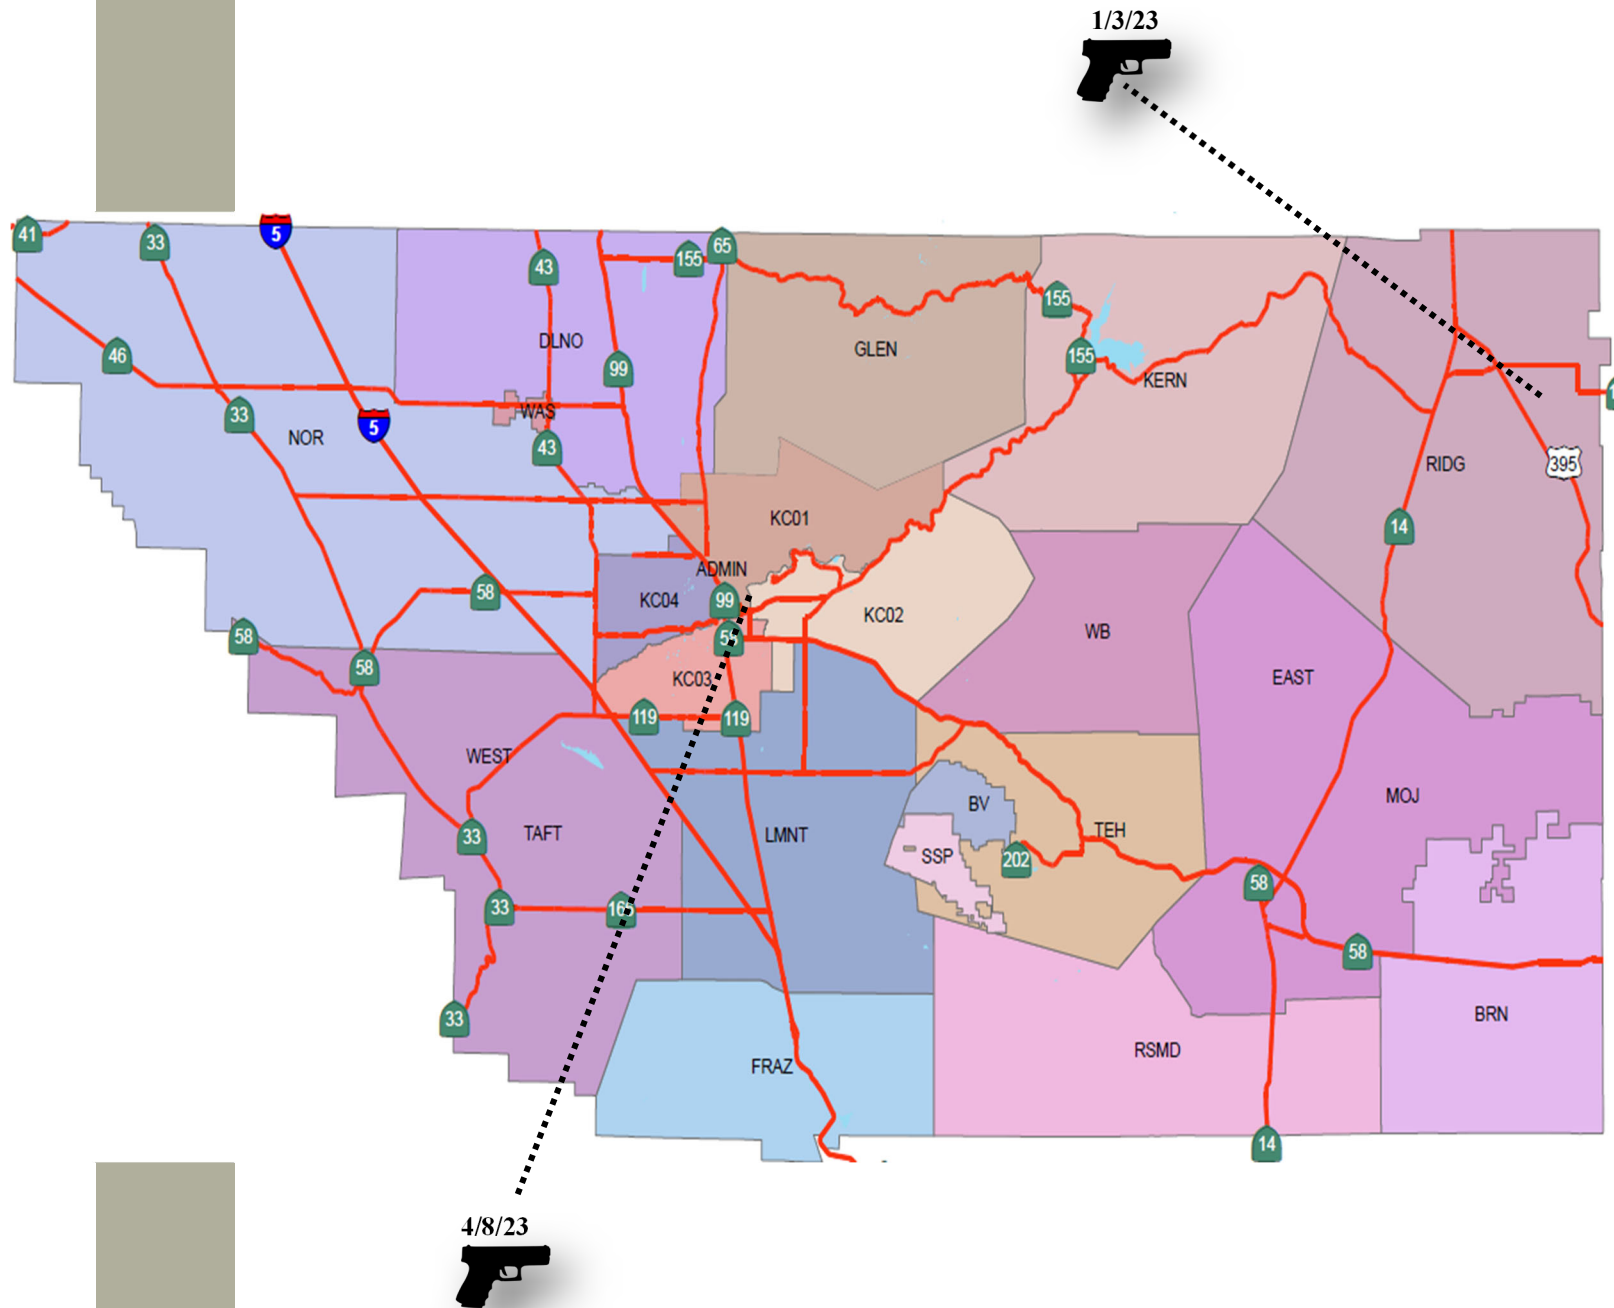 1/3/23
41
33
5
43
155
65
155
DLNO
GLEN
46
99
155
KERN
WAS
33
5
NOR
43
RIDG
395
KC01
14
ADMIN
58
KC04
99
KC02
58
WB
58
KC03
EAST
119
119
WEST
MOJ
BV
33
TAFT
LMNT
TEH
SSP
202
58
33
58
33
BRN
RSMD
FRAZ
14
4/8/23